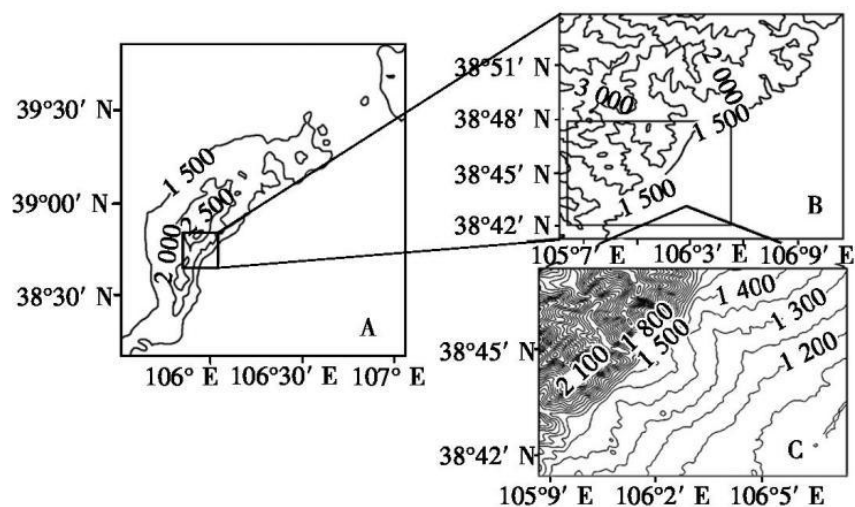 39°30′ N
39°00′ N
38°30′ N
106° E 106°30′ E 107° E
1 500
2 500
2 000
A
38°51′ N
38°48′ N
38°45′ N
38°42′ N
105°7′ E 106°3′ E 106°9′ E
2 000
3 000
1 500
1 500
B
38°45′ N
38°42′ N
105°9′ E 106°2′ E 106°5′ E
1 400
1 300
1 200
1 800
1 500
2 100
C